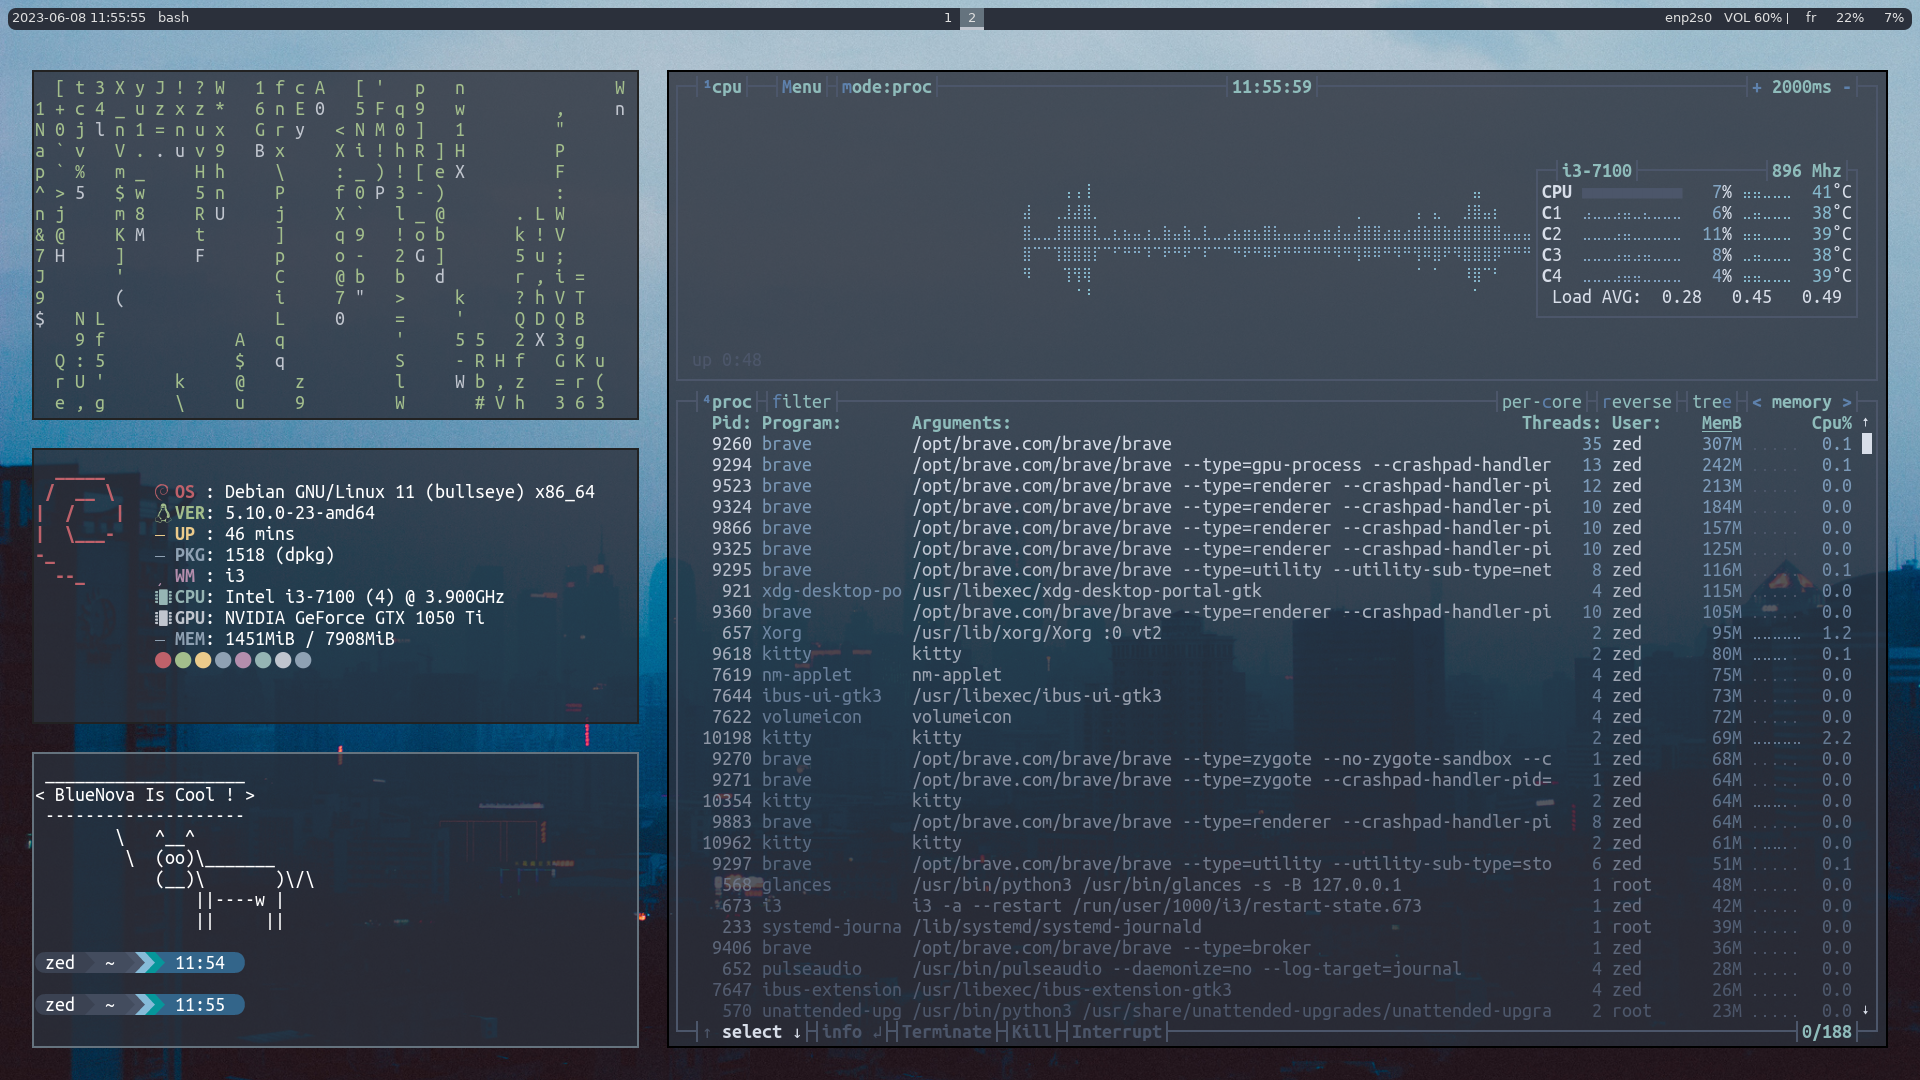 2023-06-08 11:55:55 bash 1 2 enp2s0 VOL 60% | fr 22% 7%
[ t 3 X y J ! ? W 1 f c A [ ' p n W
1 + c 4 _ u x z * 6 n E 0 5 F q 9 w , n
N 0 j l n 1 = n u x G r y < N M 0 ] 1 "
a ` v V . . u v 9 B x X i ! h R ] H P
p ` % m _ H h \ : _ ) ! [ e X F
^ > 5 $ w 5 n P f 0 P 3 - ) :
n j m 8 R U j X ` l _ @ . L W
& @ K M t ] q 9 ! o b k ! V
7 H ] F p o - 2 G ] 5 u ;
J ' C @ b b d r , i =
9 ( i 7 " > k ? h V T
$ N L L 0 = ' Q D Q B
9 f A q ' 5 5 2 X 3 g
Q : 5 $ q S - R H f G K u
r U ' k @ z l W b , z = r (
e , g \ u 9 W # V h 3 6 3
OS : Debian GNU/Linux 11 (bullseye) x86_64
VER: 5.10.0-23-amd64
UP : 46 mins
PKG: 1518 (dpkg)
WM : i3
CPU: Intel i3-7100 (4) @ 3.900GHz
GPU: NVIDIA GeForce GTX 1050 Ti
MEM: 1451MiB / 7908MiB
____________________
< BlueNova Is Cool ! >
--------------------
\ ^__^
\ (oo)\_______
(__)\ )\/\
||----w |
|| ||
zed ~ 11:54
zed ~ 11:55
¹cpu Menu mode:proc 11:55:59 + 2000ms -
i3-7100 896 Mhz
CPU 7% 41°C
C1 6% 38°C
C2 11% 39°C
C3 8% 38°C
C4 4% 39°C
Load AVG: 0.28 0.45 0.49
up 0:48
⁴proc filter per-core reverse tree < memory >
Pid: Program: Arguments: Threads: User: MemB Cpu% ↑
9260 brave /opt/brave.com/brave/brave 35 zed 307M 0.1
9294 brave /opt/brave.com/brave/brave --type=gpu-process --crashpad-handler 13 zed 242M 0.1
9523 brave /opt/brave.com/brave/brave --type=renderer --crashpad-handler-pi 12 zed 213M 0.0
9324 brave /opt/brave.com/brave/brave --type=renderer --crashpad-handler-pi 10 zed 184M 0.0
9866 brave /opt/brave.com/brave/brave --type=renderer --crashpad-handler-pi 10 zed 157M 0.0
9325 brave /opt/brave.com/brave/brave --type=renderer --crashpad-handler-pi 10 zed 125M 0.0
9295 brave /opt/brave.com/brave/brave --type=utility --utility-sub-type=net 8 zed 116M 0.1
921 xdg-desktop-po /usr/libexec/xdg-desktop-portal-gtk 4 zed 115M 0.0
9360 brave /opt/brave.com/brave/brave --type=renderer --crashpad-handler-pi 10 zed 105M 0.0
657 Xorg /usr/lib/xorg/Xorg :0 vt2 2 zed 95M 1.2
9618 kitty kitty 2 zed 80M 0.1
7619 nm-applet nm-applet 4 zed 75M 0.0
7644 ibus-ui-gtk3 /usr/libexec/ibus-ui-gtk3 4 zed 73M 0.0
7622 volumeicon volumeicon 4 zed 72M 0.0
10198 kitty kitty 2 zed 69M 2.2
9270 brave /opt/brave.com/brave/brave --type=zygote --no-zygote-sandbox --c 1 zed 68M 0.0
9271 brave /opt/brave.com/brave/brave --type=zygote --crashpad-handler-pid= 1 zed 64M 0.0
10354 kitty kitty 2 zed 64M 0.0
9883 brave /opt/brave.com/brave/brave --type=renderer --crashpad-handler-pi 8 zed 64M 0.0
10962 kitty kitty 2 zed 61M 0.0
9297 brave /opt/brave.com/brave/brave --type=utility --utility-sub-type=sto 6 zed 51M 0.1
568 glances /usr/bin/python3 /usr/bin/glances -s -B 127.0.0.1 1 root 48M 0.0
673 i3 i3 -a --restart /run/user/1000/i3/restart-state.673 1 zed 42M 0.0
233 systemd-journa /lib/systemd/systemd-journald 1 root 39M 0.0
9406 brave /opt/brave.com/brave/brave --type=broker 1 zed 36M 0.0
652 pulseaudio /usr/bin/pulseaudio --daemonize=no --log-target=journal 4 zed 28M 0.0
7647 ibus-extension /usr/libexec/ibus-extension-gtk3 4 zed 26M 0.0
570 unattended-upg /usr/bin/python3 /usr/share/unattended-upgrades/unattended-upgra 2 root 23M 0.0 ↓
↑ select ↓ info ↲ Terminate Kill Interrupt 0/188